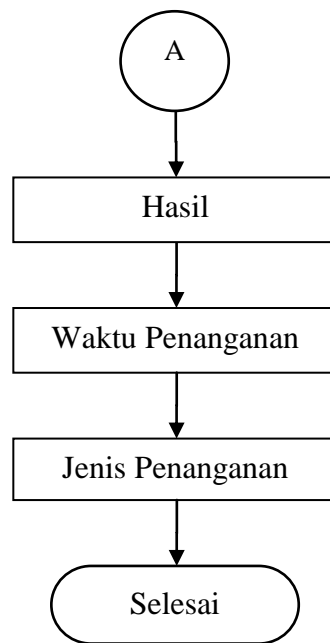 A
Hasil
Waktu Penanganan
Jenis Penanganan
Selesai